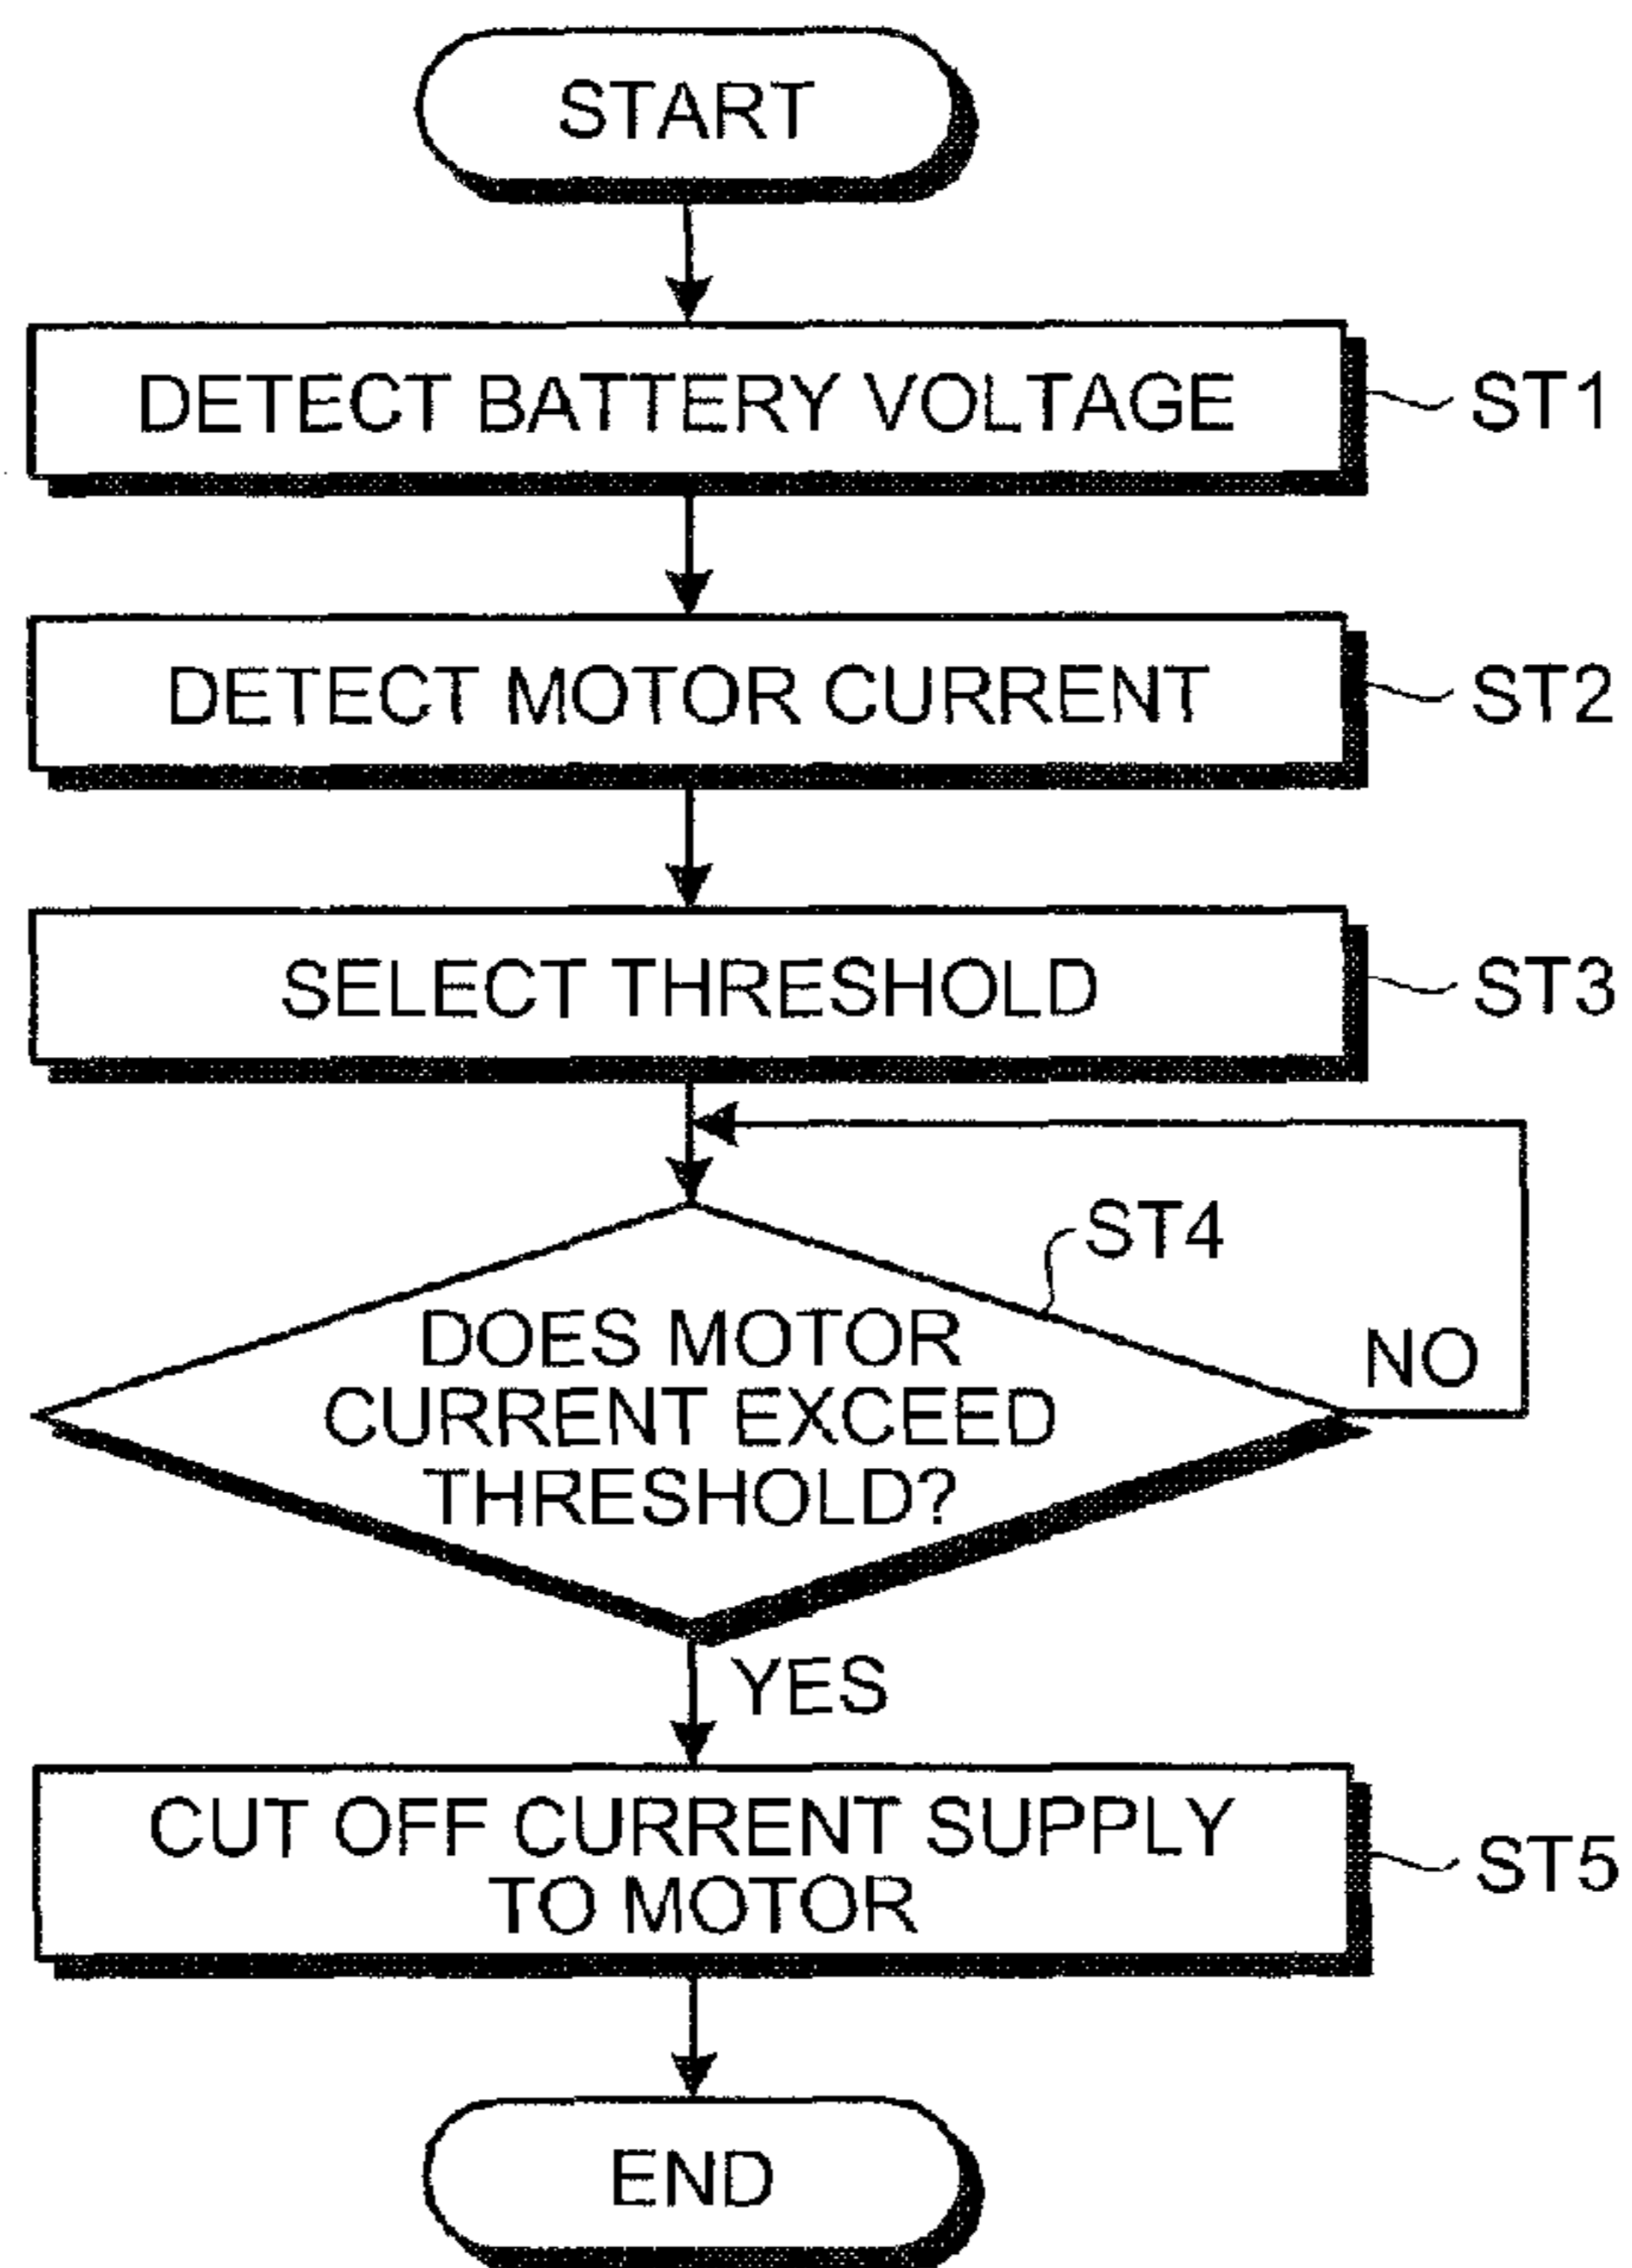 START
DETECT BATTERY VOLTAGE
ST1
DETECT MOTOR CURRENT
ST2
SELECT THRESHOLD
ST3
ST4
DOES MOTOR
CURRENT EXCEED
THRESHOLD?
NO
YES
CUT OFF CURRENT SUPPLY
TO MOTOR
ST5
END